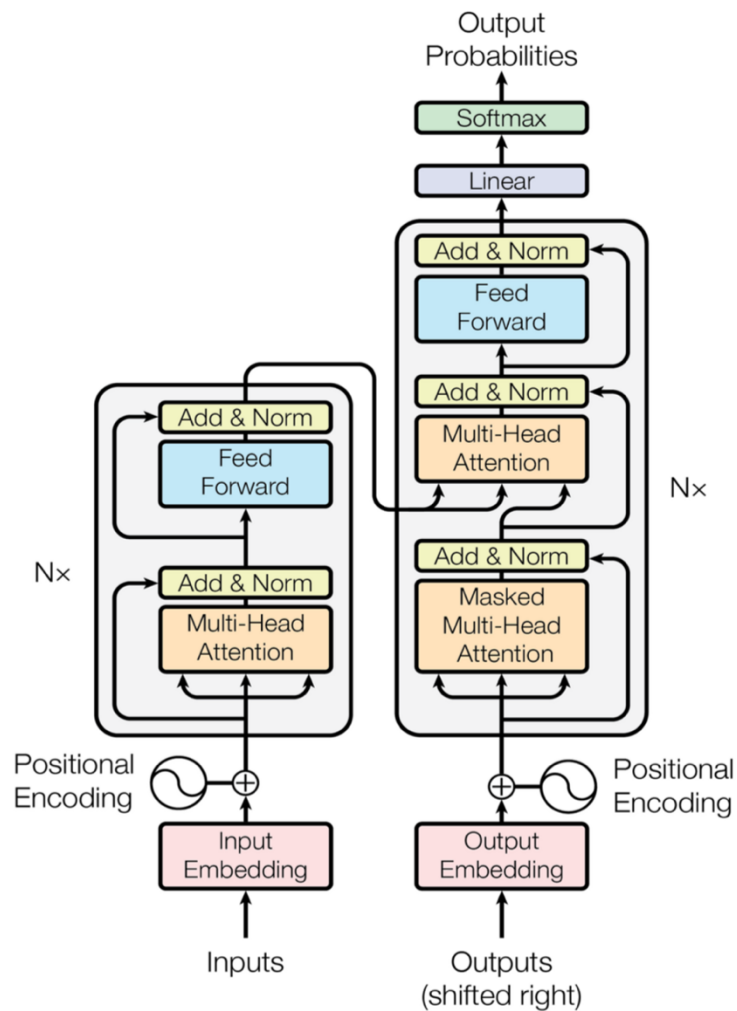 Output
Probabilities
Softmax
Linear
Add & Norm
Feed
Forward
Add & Norm
Multi-Head
Attention
Add & Norm
Masked
Multi-Head
Attention
Nx
Add & Norm
Feed
Forward
Add & Norm
Multi-Head
Attention
Nx
Positional
Encoding
Positional
Encoding
Input
Embedding
Output
Embedding
Inputs
Outputs
(shifted right)